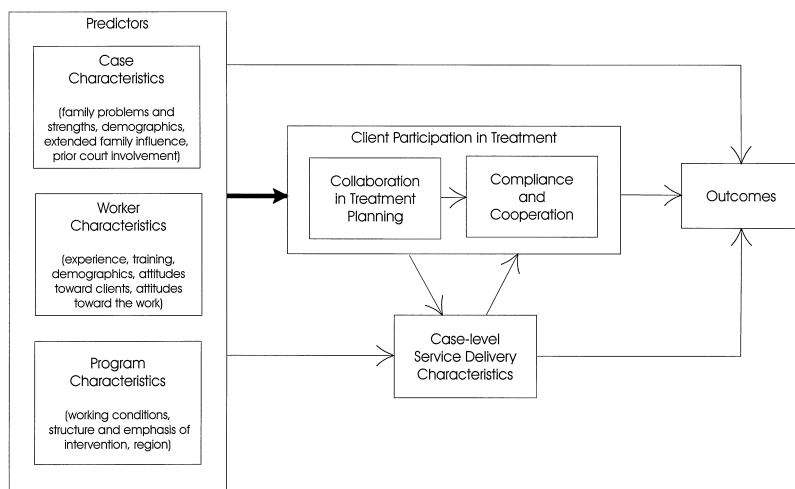 Predictors
Case
Characteristics
(family problems and
strengths, demographics,
extended family influence,
prior court involvement)
Worker
Characteristics
(experience, training,
demographics, attitudes
toward clients, attitudes
toward the work)
Program
Characteristics
(working conditions,
structure and emphasis of
intervention, region)
Client Participation in Treatment
Collaboration
in Treatment
Planning
Compliance
and
Cooperation
Case-level
Service Delivery
Characteristics
Outcomes